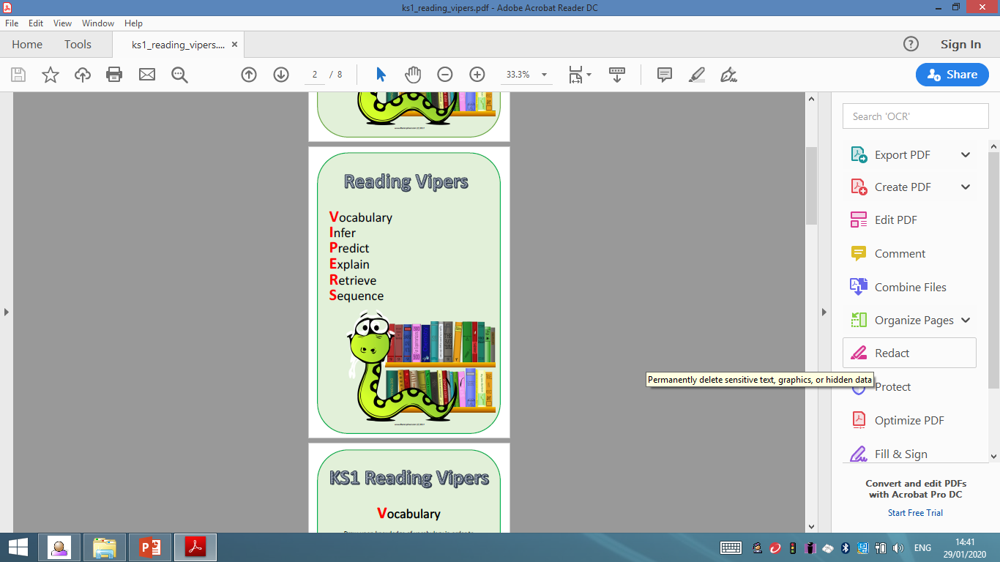 ks1_reading_vipers.pdf - Adobe Acrobat Reader DC
File Edit View Window Help
Home Tools ks1_reading_vipers.... × ? Sign In
2 / 8 33.3% Share
Search 'OCR'
Export PDF
Create PDF
Edit PDF
Comment
Combine Files
Organize Pages
Redact
Permanently delete sensitive text, graphics, or hidden data
Protect
Optimize PDF
Fill & Sign
Convert and edit PDFs
with Acrobat Pro DC
Start Free Trial
Reading Vipers
Vocabulary
Infer
Predict
Explain
Retrieve
Sequence
KS1 Reading Vipers
Vocabulary
ENG
14:41
29/01/2020